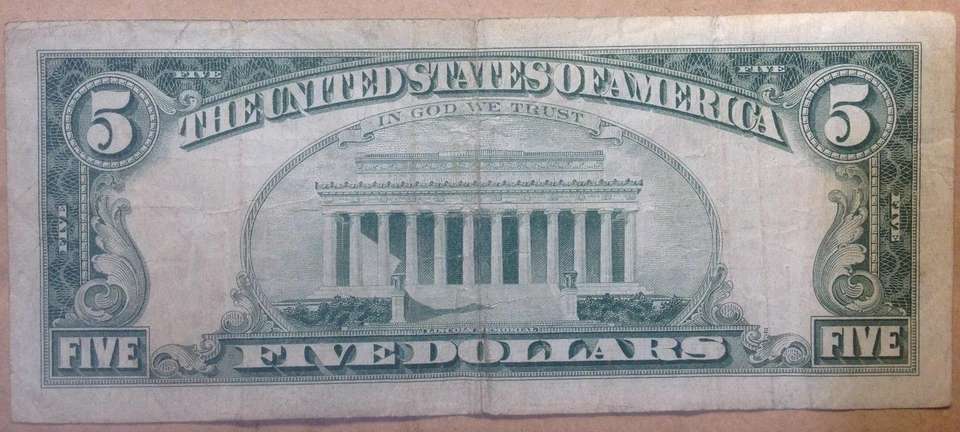 FIVE FIVE
5 THE UNITED STATES OF AMERICA 5
IN GOD WE TRUST
FIVE FIVE
LINCOLN MEMORIAL
FIVE FIVE DOLLARS FIVE